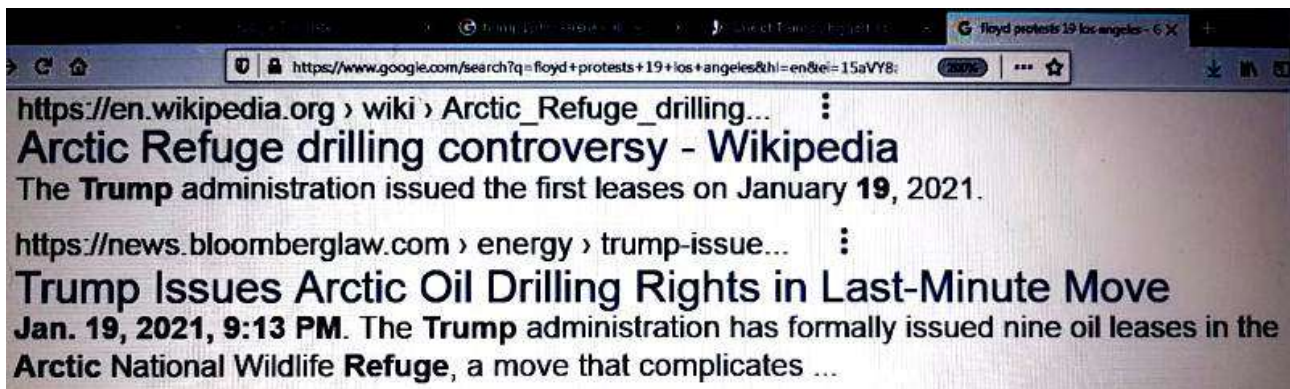 floyd protests 19 los angeles - G
https://www.google.com/search?q=floyd+protests+19+los+angeles&hl=en&ei=15aVY8
200%
https://en.wikipedia.org › wiki › Arctic_Refuge_drilling...
Arctic Refuge drilling controversy - Wikipedia
The Trump administration issued the first leases on January 19, 2021.
https://news.bloomberglaw.com › energy › trump-issue...
Trump Issues Arctic Oil Drilling Rights in Last-Minute Move
Jan. 19, 2021, 9:13 PM. The Trump administration has formally issued nine oil leases in the
Arctic National Wildlife Refuge, a move that complicates ...